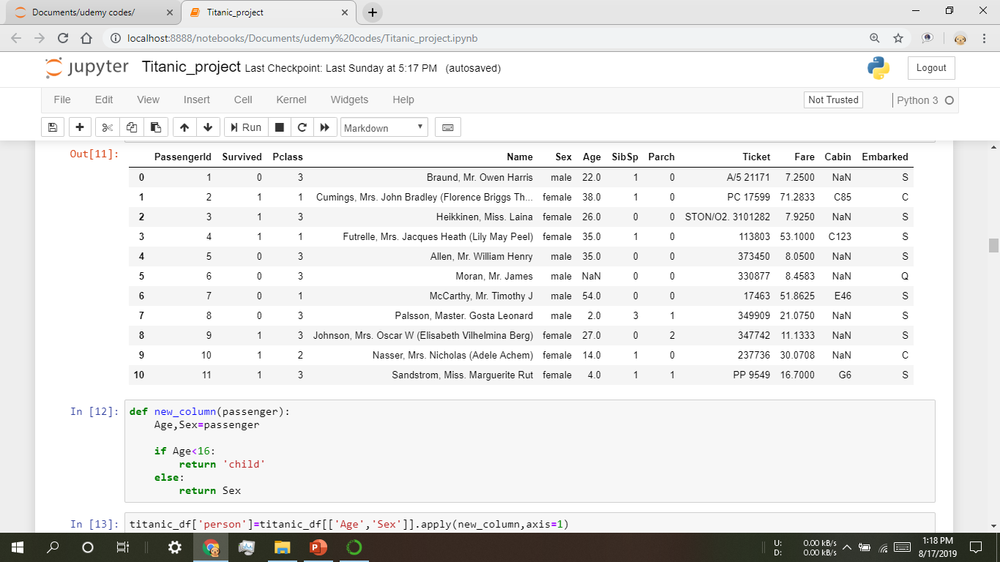 Documents/udemy codes/
Titanic_project
localhost:8888/notebooks/Documents/udemy%20codes/Titanic_project.ipynb
jupyter Titanic_project Last Checkpoint: Last Sunday at 5:17 PM (autosaved)
Logout
File Edit View Insert Cell Kernel Widgets Help
Not Trusted
Python 3
Run
Markdown
Out[11]:
PassengerId Survived Pclass Name Sex Age SibSp Parch Ticket Fare Cabin Embarked
0 1 0 3 Braund, Mr. Owen Harris male 22.0 1 0 A/5 21171 7.2500 NaN S
1 2 1 1 Cumings, Mrs. John Bradley (Florence Briggs Th... female 38.0 1 0 PC 17599 71.2833 C85 C
2 3 1 3 Heikkinen, Miss. Laina female 26.0 0 0 STON/O2. 3101282 7.9250 NaN S
3 4 1 1 Futrelle, Mrs. Jacques Heath (Lily May Peel) female 35.0 1 0 113803 53.1000 C123 S
4 5 0 3 Allen, Mr. William Henry male 35.0 0 0 373450 8.0500 NaN S
5 6 0 3 Moran, Mr. James male NaN 0 0 330877 8.4583 NaN Q
6 7 0 1 McCarthy, Mr. Timothy J male 54.0 0 0 17463 51.8625 E46 S
7 8 0 3 Palsson, Master. Gosta Leonard male 2.0 3 1 349909 21.0750 NaN S
8 9 1 3 Johnson, Mrs. Oscar W (Elisabeth Vilhelmina Berg) female 27.0 0 2 347742 11.1333 NaN S
9 10 1 2 Nasser, Mrs. Nicholas (Adele Achem) female 14.0 1 0 237736 30.0708 NaN C
10 11 1 3 Sandstrom, Miss. Marguerite Rut female 4.0 1 1 PP 9549 16.7000 G6 S
In [12]:
def new_column(passenger):
    Age,Sex=passenger
    if Age<16:
        return 'child'
    else:
        return Sex
In [13]: titanic_df['person']=titanic_df[['Age','Sex']].apply(new_column,axis=1)
U: 0.00 kB/s
D: 0.00 kB/s
1:18 PM
8/17/2019